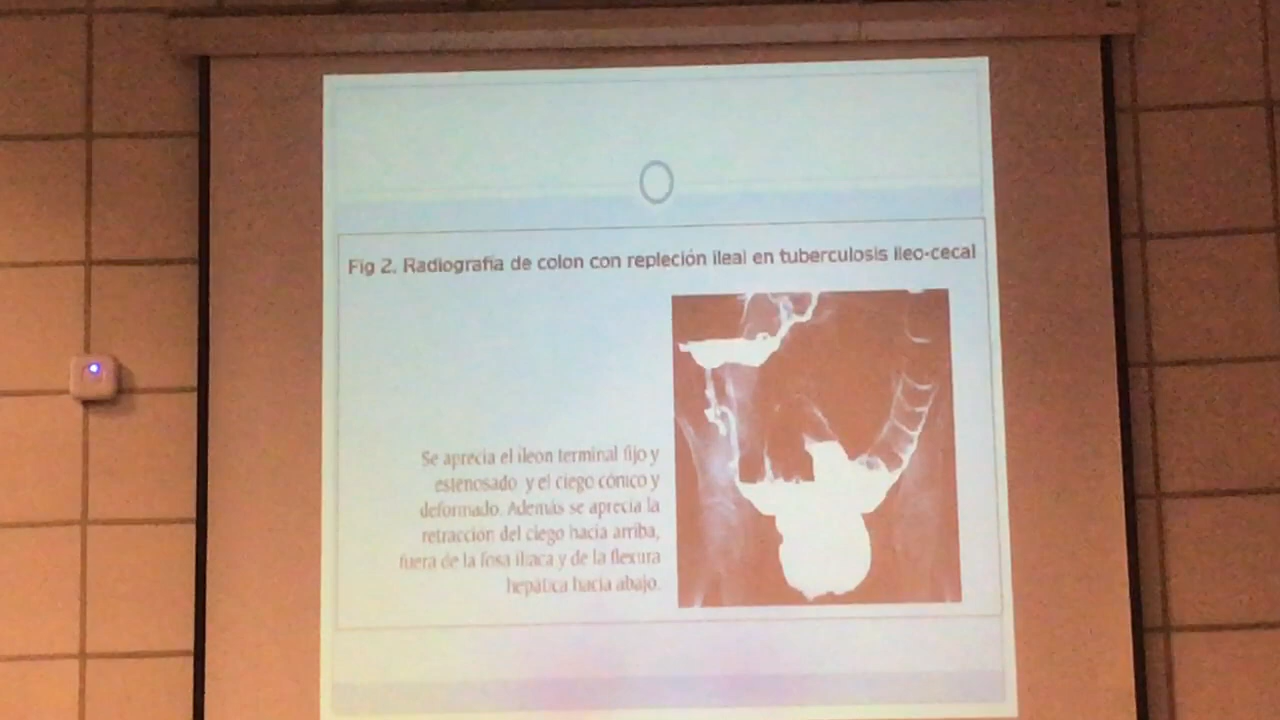 Fig 2. Radiografía de colon con repleción ileal en tuberculosis ileo-cecal
Se aprecia el ileon terminal fijo y
estenosado y el ciego cónico y
deformado. Además se aprecia la
retracción del ciego hacia arriba,
fuera de la fosa iliaca y de la flexura
hepática hacia abajo.